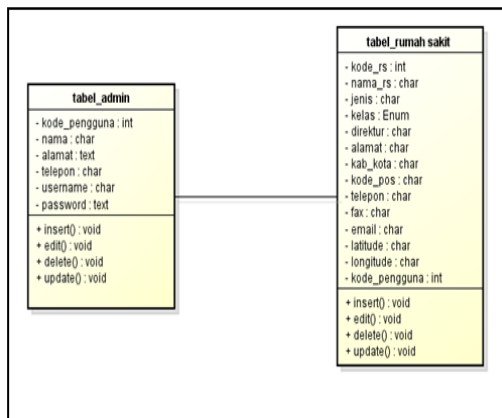 tabel_admin
- kode_pengguna : int
- nama : char
- alamat : text
- telepon : char
- username : char
- password : text
+ insert() : void
+ edit() : void
+ delete() : void
+ update() : void
tabel_rumah sakit
- kode_rs : int
- nama_rs : char
- jenis : char
- kelas : Enum
- direktur : char
- alamat : char
- kab_kota : char
- kode_pos : char
- telepon : char
- fax : char
- email : char
- latitude : char
- longitude : char
- kode_pengguna : int
+ insert() : void
+ edit() : void
+ delete() : void
+ update() : void